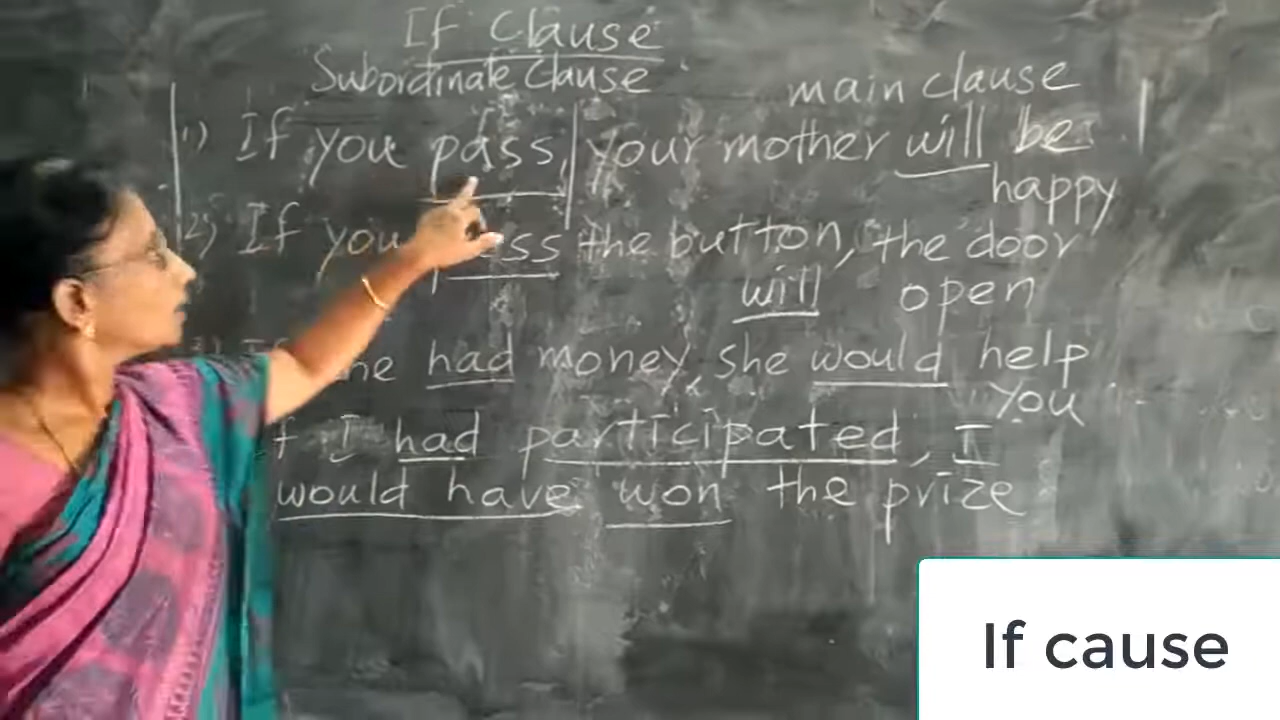 If Clause
Subordinate Clause main clause
1) If you pass, your mother will be
happy
2) If you ess the button, the door
will open
he had money, she would help
you
f I had participated, I
would have won the prize
If cause